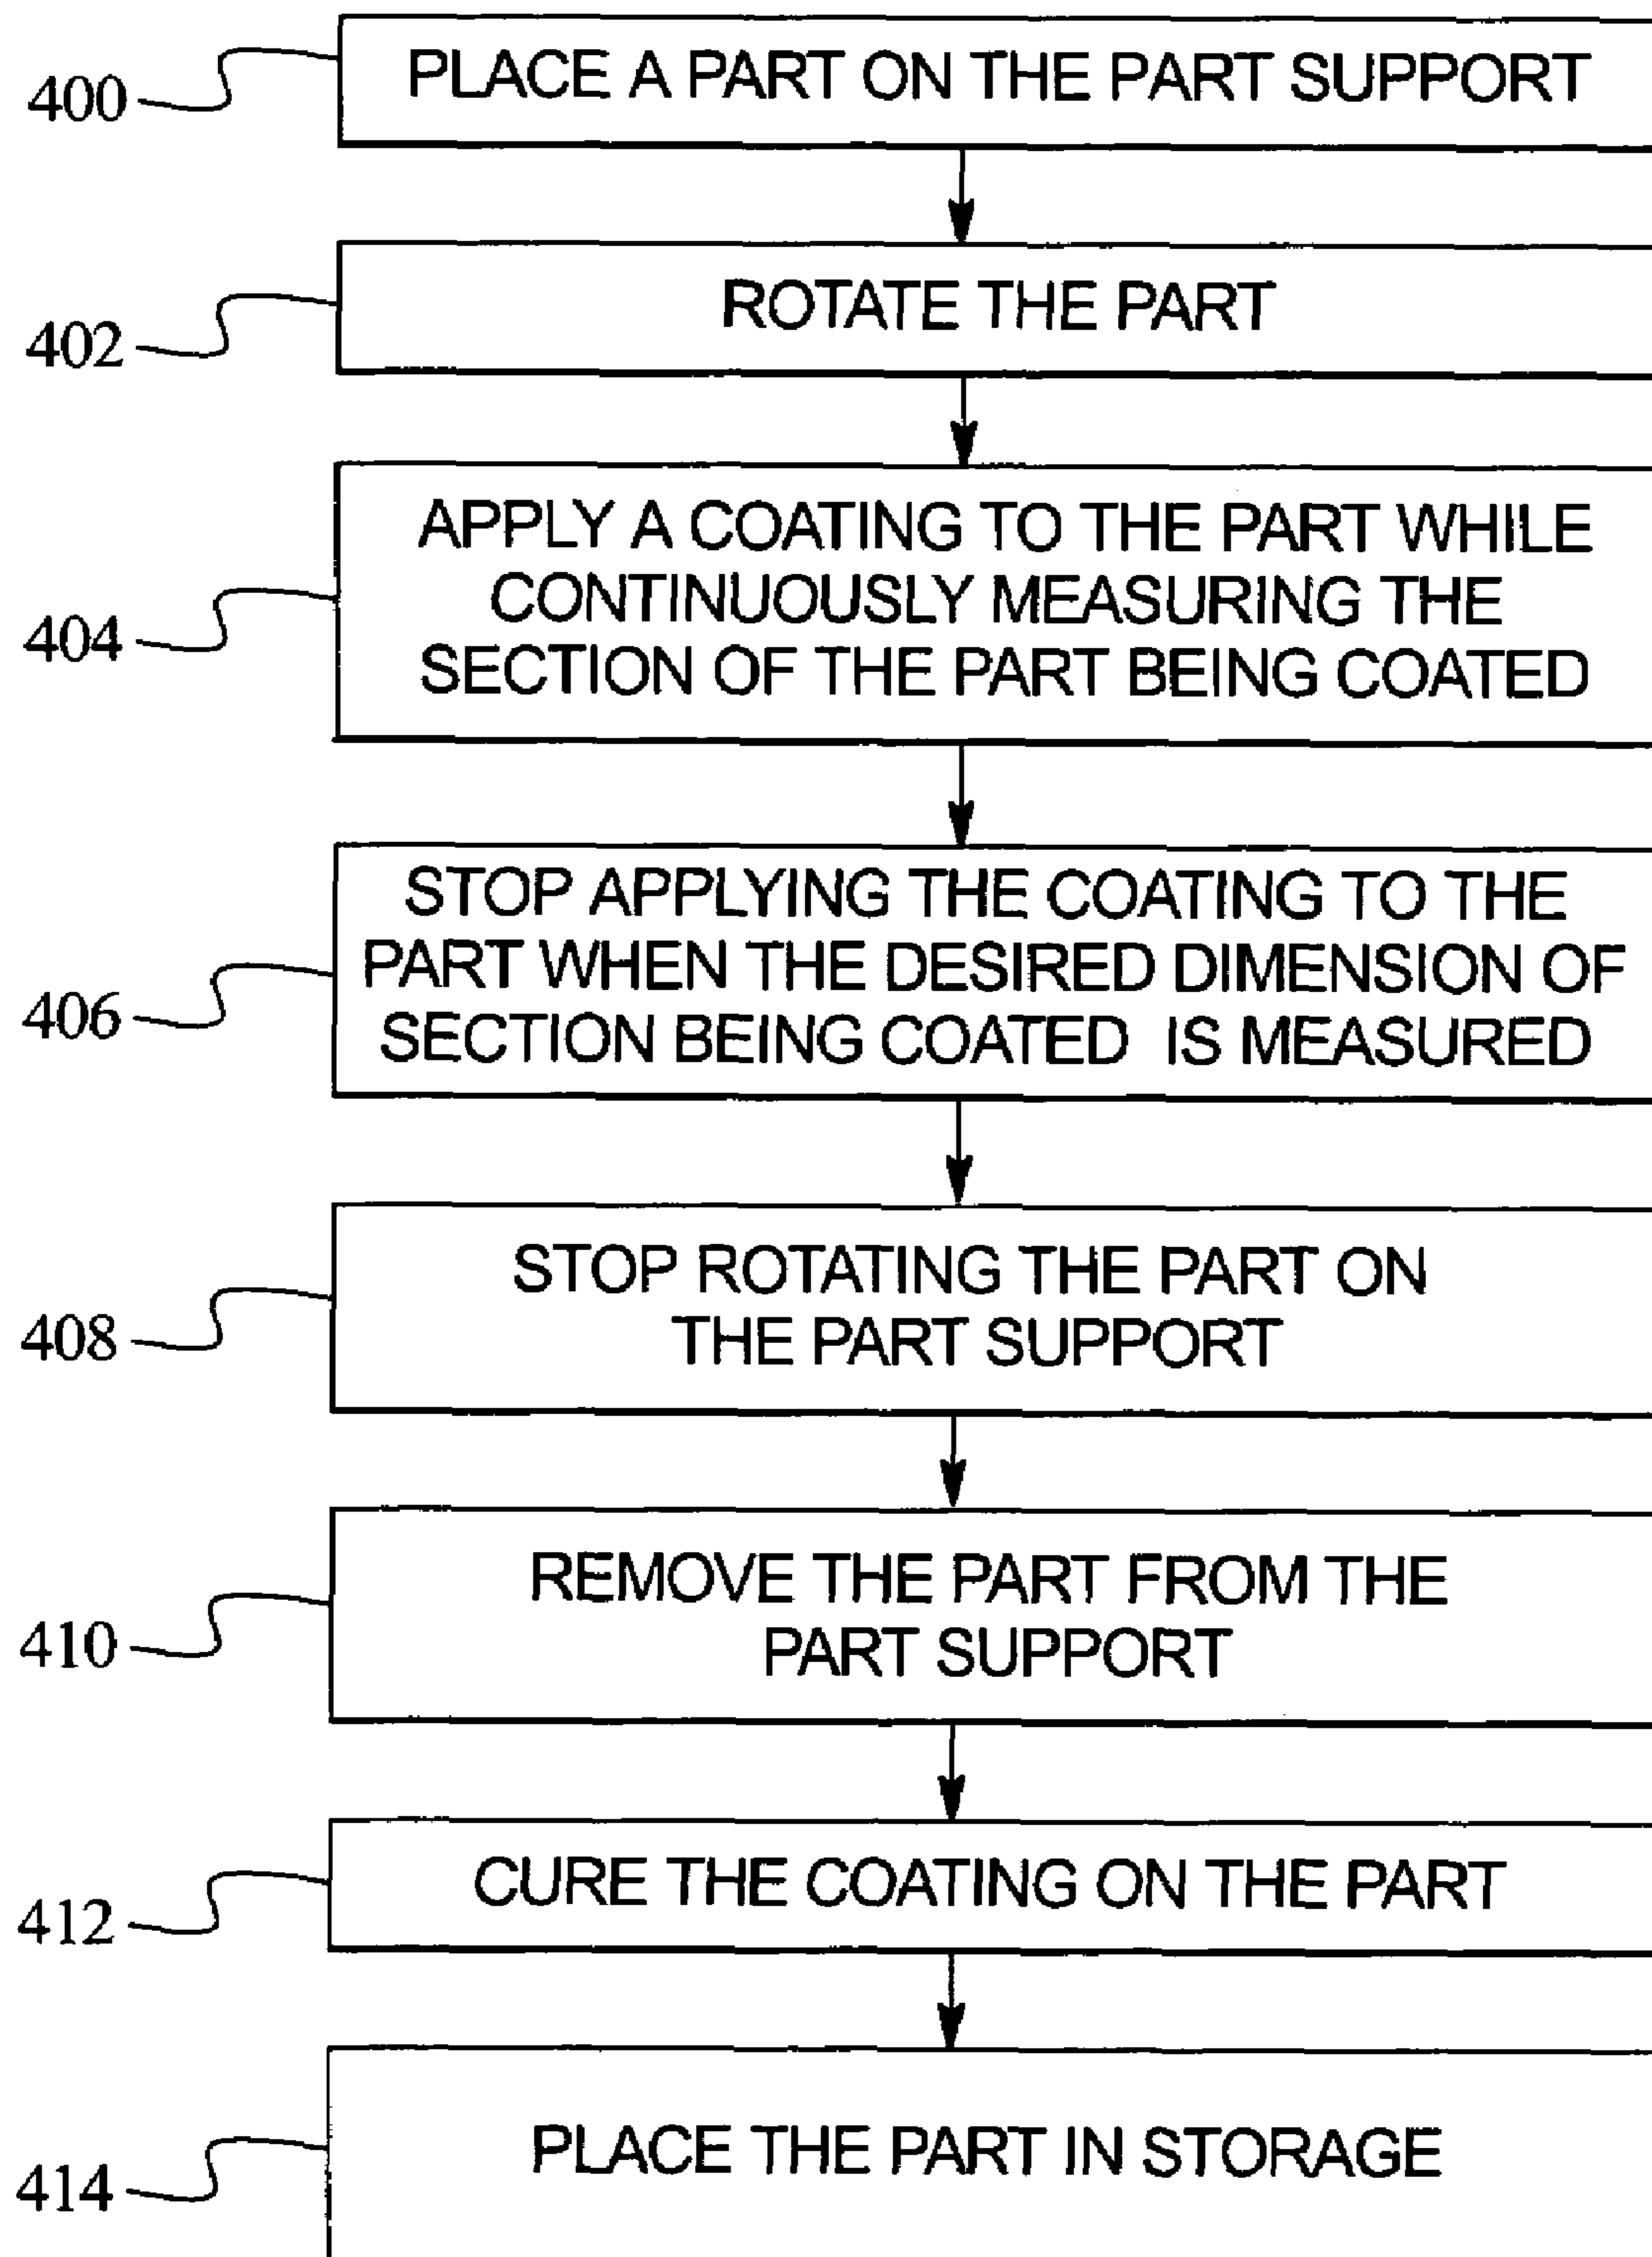 400
PLACE A PART ON THE PART SUPPORT
402
ROTATE THE PART
APPLY A COATING TO THE PART WHILE
CONTINUOUSLY MEASURING THE
404
SECTION OF THE PART BEING COATED
STOP APPLYING THE COATING TO THE
PART WHEN THE DESIRED DIMENSION OF
406
SECTION BEING COATED IS MEASURED
STOP ROTATING THE PART ON
408
THE PART SUPPORT
REMOVE THE PART FROM THE
410
PART SUPPORT
412
CURE THE COATING ON THE PART
414
PLACE THE PART IN STORAGE